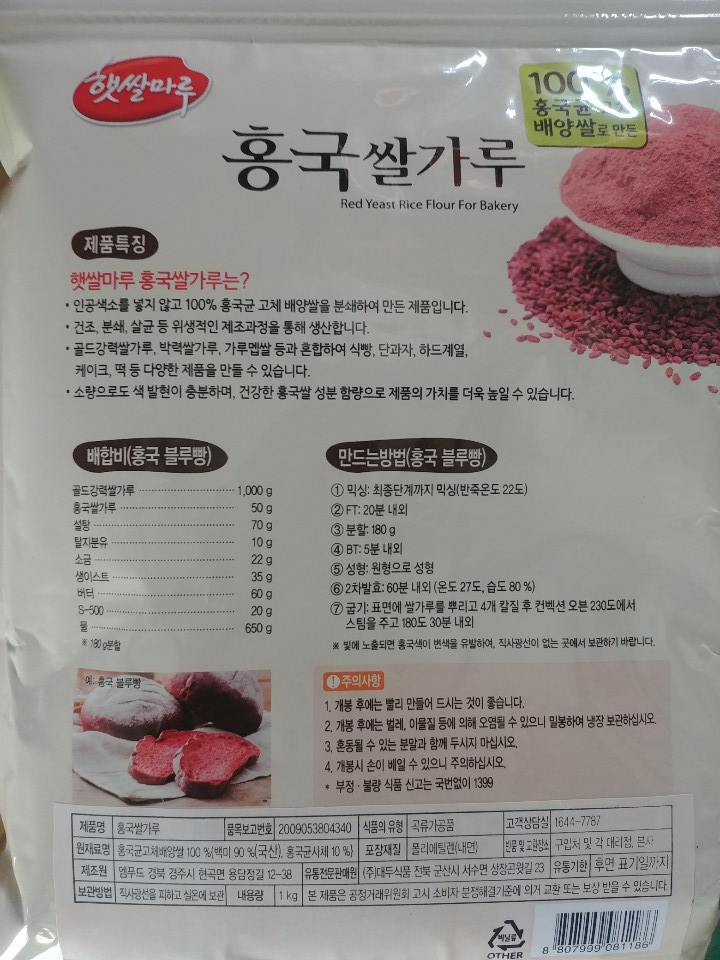 햇쌀마루
100%
홍국균
배양쌀로 만든
홍국쌀가루
Red Yeast Rice Flour For Bakery
제품특징
햇쌀마루 홍국쌀가루는?
• 인공색소를 넣지 않고 100% 홍국균 고체 배양쌀을 분쇄하여 만든 제품입니다.
• 건조, 분쇄, 살균 등 위생적인 제조과정을 통해 생산합니다.
• 골드강력쌀가루, 박력쌀가루, 가루멥쌀 등과 혼합하여 식빵, 단과자, 하드계열,
케이크, 떡 등 다양한 제품을 만들 수 있습니다.
• 소량으로도 색 발현이 충분하며, 건강한 홍국쌀 성분 함량으로 제품의 가치를 더욱 높일 수 있습니다.
배합비(홍국 블루빵)
골드강력쌀가루 1,000 g
홍국쌀가루 50 g
설탕 70 g
탈지분유 10 g
소금 22 g
생이스트 35 g
버터 60 g
S-500 20 g
물 650 g
※ 180 g분할
예: 홍국 블루빵
만드는방법(홍국 블루빵)
① 믹싱: 최종단계까지 믹싱(반죽온도 22도)
② FT: 20분 내외
③ 분할: 180 g
④ BT: 5분 내외
⑤ 성형: 원형으로 성형
⑥ 2차발효: 60분 내외 (온도 27도, 습도 80 %)
⑦ 굽기: 표면에 쌀가루를 뿌리고 4개 칼질 후 컨벡션 오븐 230도에서
스팀을 주고 180도 30분 내외
※ 빛에 노출되면 홍국색이 변색을 유발하여, 직사광선이 없는 곳에서 보관하기 바랍니다.
! 주의사항
1. 개봉 후에는 빨리 만들어 드시는 것이 좋습니다.
2. 개봉 후에는 벌레, 이물질 등에 의해 오염될 수 있으니 밀봉하여 냉장 보관하십시오.
3. 혼동될 수 있는 분말과 함께 두시지 마십시오.
4. 개봉시 손이 베일 수 있으니 주의하십시오.
* 부정 · 불량 식품 신고는 국번없이 1399
제품명 홍국쌀가루 품목보고번호 2009053804340 식품의 유형 곡류가공품 고객상담실 1644-7787
원재료명 홍국균고체배양쌀 100 %(백미 90 %(국산), 홍국균사체 10 %) 포장재질 폴리에틸렌(내면) 반품 및 교환장소 구입처 및 각 대리점, 본사
제조원 엠푸드 경북 경주시 현곡면 용담정길 12-38 유통전문판매원 (주)대두식품 전북 군산시 서수면 상장곤윗길 23 유통기한 후면 표기일까지
보관방법 직사광선을 피하고 실온에 보관 내용량 1 kg 본 제품은 공정거래위원회 고시 소비자 분쟁해결기준에 의거 교환 또는 보상 받을 수 있습니다.
비닐류
OTHER
8 807999 081186